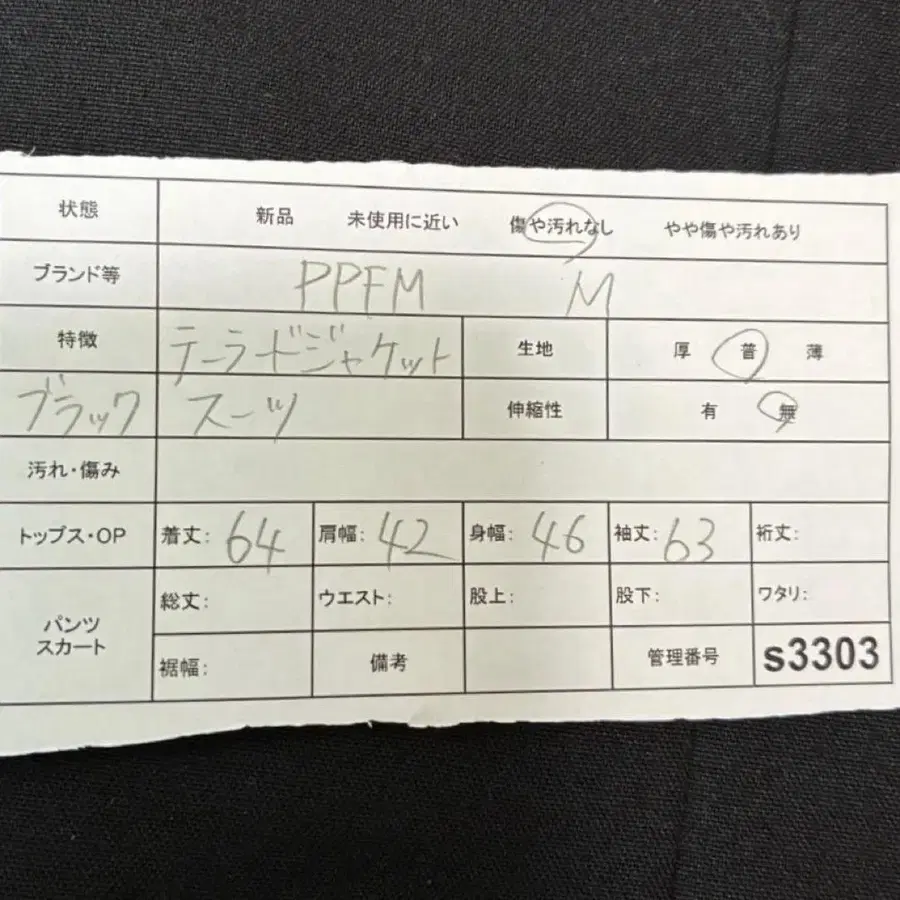 状態 新品 未使用に近い 傷や汚れなし やや傷や汚れあり
ブランド等 PPFM M
特徴 テーラードジャケット 生地 厚 普 薄
ブラック スーツ 伸縮性 有 無
汚れ・傷み
トップス・OP 着丈: 64 肩幅: 42 身幅: 46 袖丈: 63 裄丈:
パンツ スカート 総丈: ウエスト: 股上: 股下: ワタリ:
裾幅: 備考 管理番号 s3303